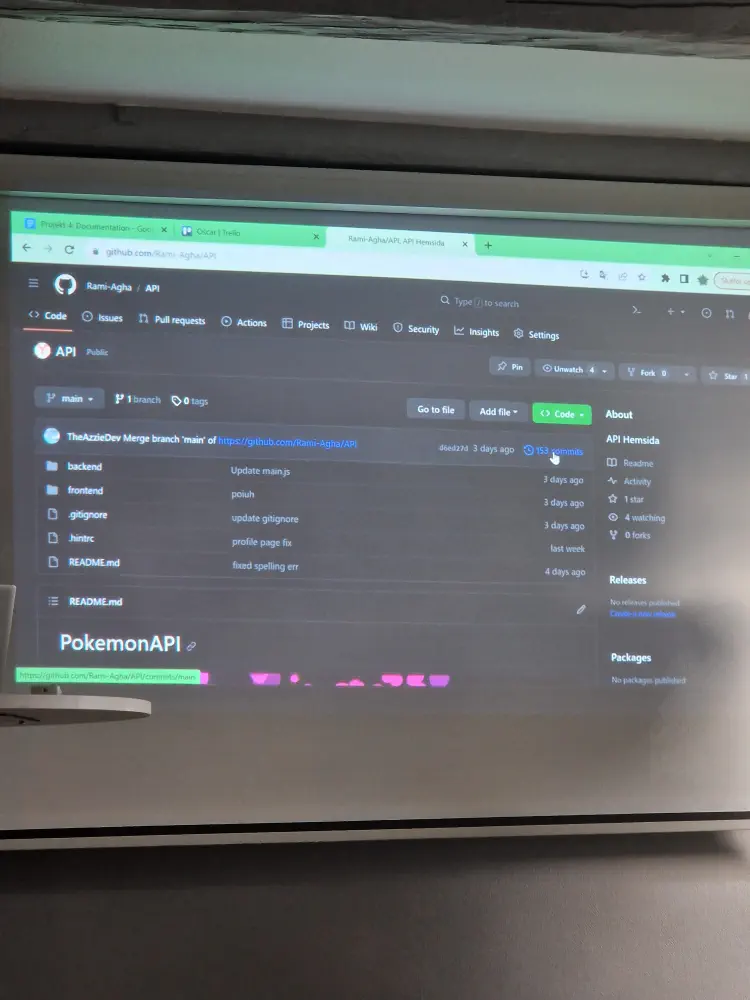 Projekt 4 Documentation - Goo
Oscar | Trello
Rami-Agha/API: API Hemsida
github.com/Rami-Agha/API
Rami-Agha / API
Type / to search
Code Issues Pull requests Actions Projects Wiki Security Insights Settings
API Public
Pin Unwatch 4 Fork 0 Star 1
main 1 branch 0 tags Go to file Add file Code
About
TheAzzieDev Merge branch 'main' of https://github.com/Rami-Agha/API d6ed27d 3 days ago 153 commits
API Hemsida
backend Update main.js 3 days ago
Readme
frontend poiuh 3 days ago
Activity
.gitignore update gitignore 3 days ago
1 star
.hintrc profile page fix last week
4 watching
README.md fixed spelling err 4 days ago
0 forks
README.md
Releases
No releases published
Create a new release
PokemonAPI
Packages
No packages published
https://github.com/Rami-Agha/API/commits/main